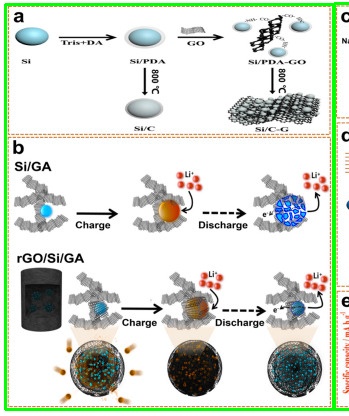 a
Tris+DA
GO
Si
Si/PDA
Si/PDA-GO
800 ℃
800 ℃
Si/C
Si/C-G
b
Si/GA
Li⁺
Li⁺
e⁻
Charge
Discharge
rGO/Si/GA
Li⁺
Li⁺
e⁻
Charge
Discharge
c
Na
d
e
Specific capacity / mA h g⁻¹